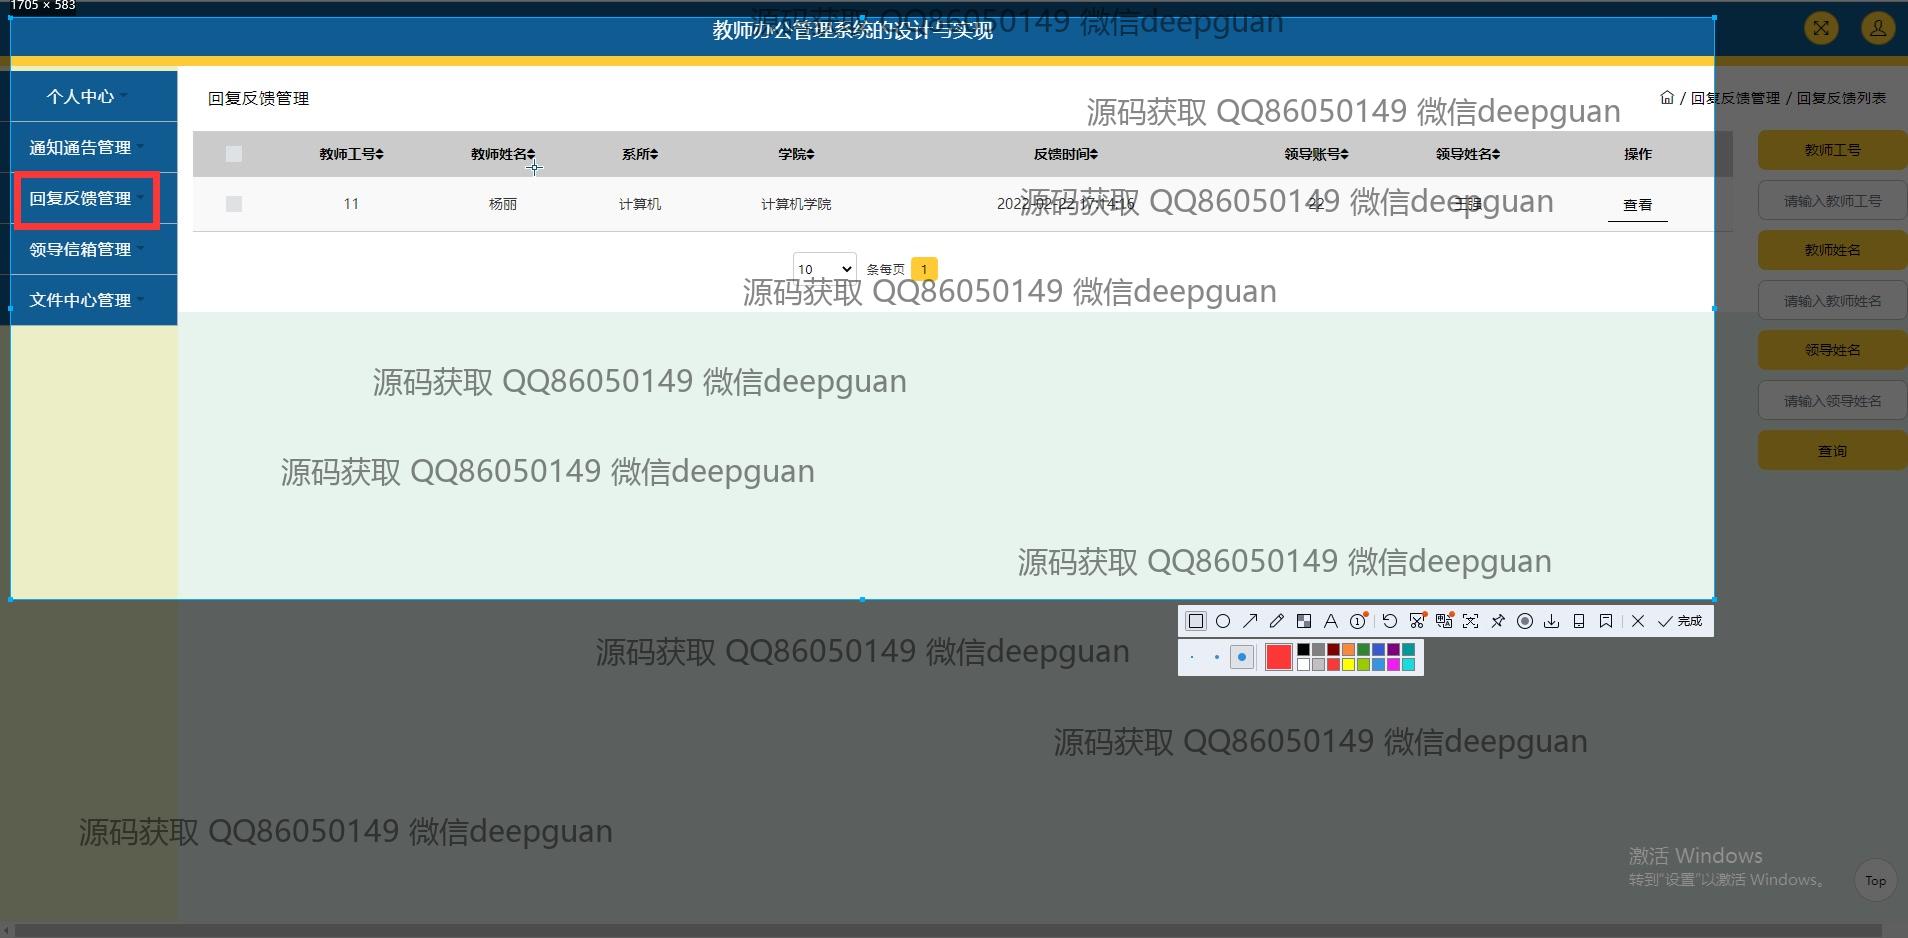 1705 × 583
源码获取 QQ86050149 微信deepguan
教师办公管理系统的设计与实现
个人中心
通知通告管理
回复反馈管理
领导信箱管理
文件中心管理
回复反馈管理
/ 回复反馈管理 / 回复反馈列表
源码获取 QQ86050149 微信deepguan
教师工号 教师姓名 系所 学院 反馈时间 领导账号 领导姓名 操作
11 杨丽 计算机 计算机学院 2022-02-22 17:14:16 22 王强 查看
源码获取 QQ86050149 微信deepguan
10 条每页 1
源码获取 QQ86050149 微信deepguan
教师工号
请输入教师工号
教师姓名
请输入教师姓名
领导姓名
请输入领导姓名
查询
源码获取 QQ86050149 微信deepguan
源码获取 QQ86050149 微信deepguan
源码获取 QQ86050149 微信deepguan
完成
源码获取 QQ86050149 微信deepguan
源码获取 QQ86050149 微信deepguan
源码获取 QQ86050149 微信deepguan
激活 Windows
转到“设置”以激活 Windows。
Top